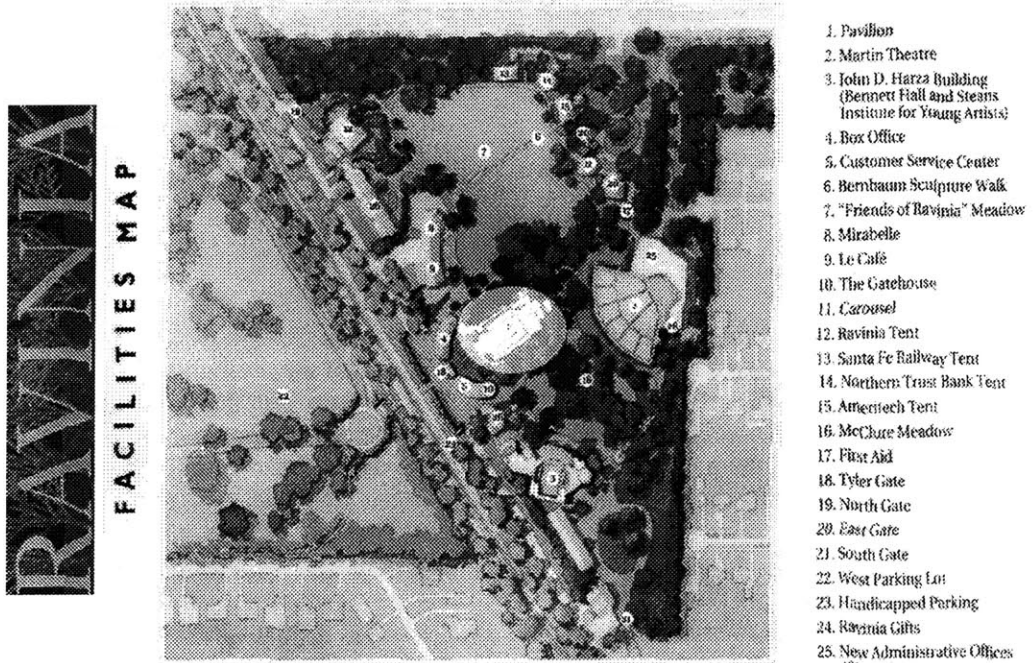 RAVINIA
FACILITIES MAP
1. Pavilion
2. Martin Theatre
3. John D. Harza Building
(Bennett Hall and Steans
Institute for Young Artists)
4. Box Office
5. Customer Service Center
6. Bernbaum Sculpture Walk
7. "Friends of Ravinia" Meadow
8. Mirabelle
9. Le Café
10. The Gatehouse
11. Carousel
12. Ravinia Tent
13. Santa Fe Railway Tent
14. Northern Trust Bank Tent
15. Ameritech Tent
16. McClure Meadow
17. First Aid
18. Tyler Gate
19. North Gate
20. East Gate
21. South Gate
22. West Parking Lot
23. Handicapped Parking
24. Ravinia Gifts
25. New Administrative Offices